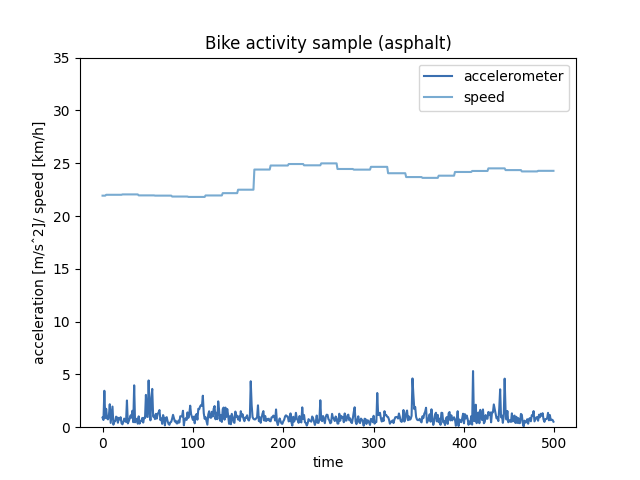 Bike activity sample (asphalt)
accelerometer
speed
acceleration [m/sˆ2]/ speed [km/h]
35
30
25
20
15
10
5
0
0 100 200 300 400 500
time